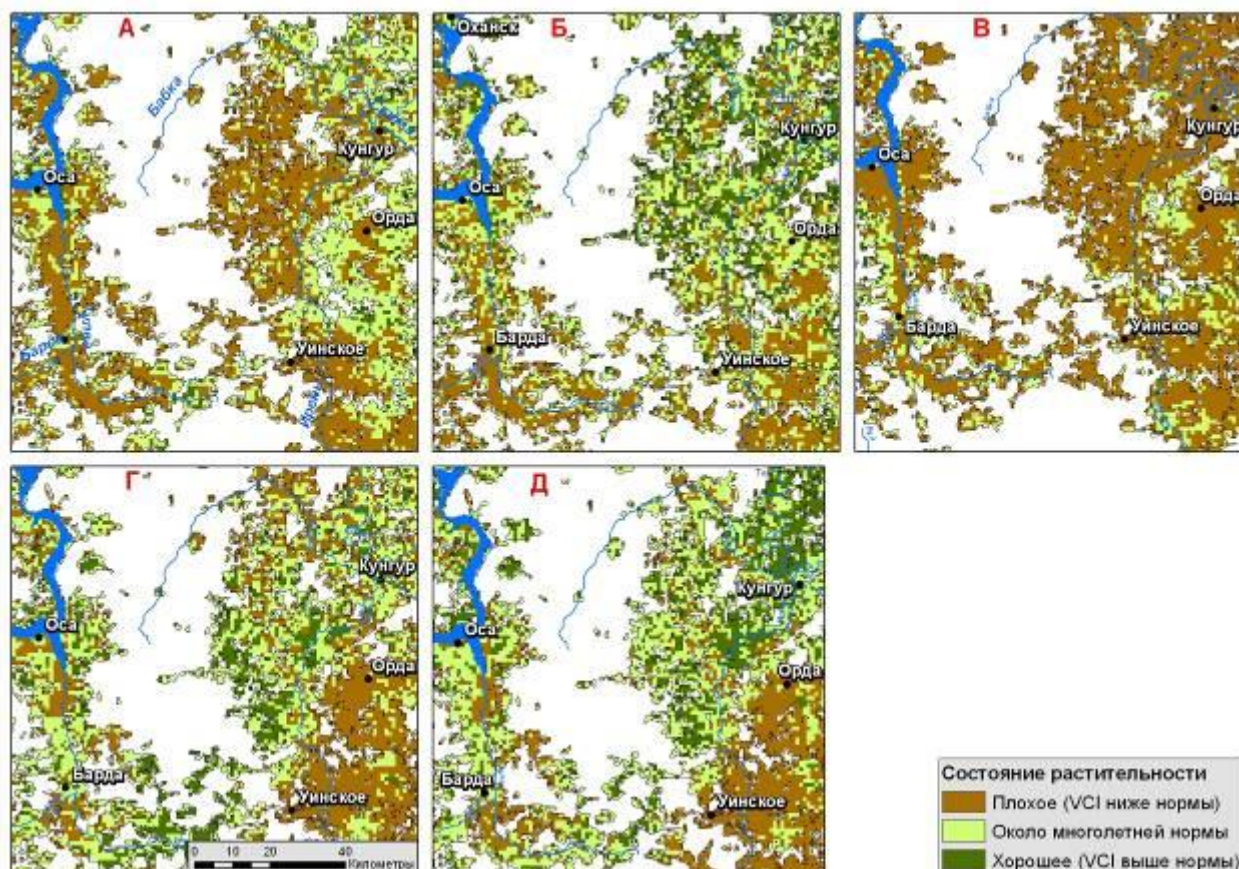 А
Бабка
Кунгур
Оса
Орда
Барда
Уинское
Ирень
Б
Оханск
Кунгур
Оса
Орда
Барда
Уинское
В
Кунгур
Оса
Орда
Барда
Уинское
Г
Кунгур
Оса
Орда
Барда
Уинское
0 10 20 40
Километры
Д
Кунгур
Оса
Орда
Барда
Уинское
Состояние растительности
Плохое (VCI ниже нормы)
Около многолетней нормы
Хорошее (VCI выше нормы)